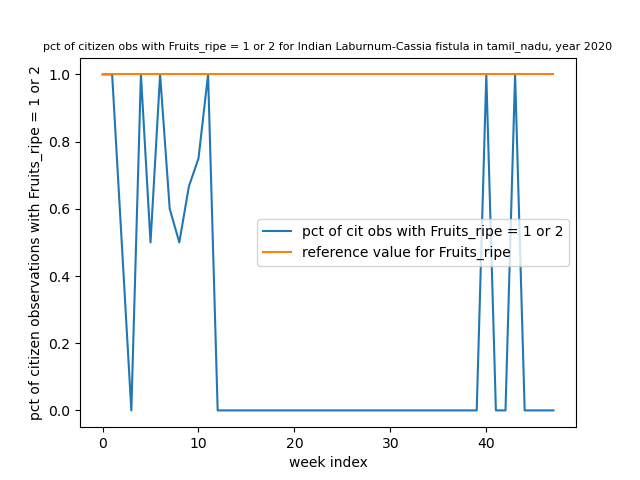 pct of citizen obs with Fruits_ripe = 1 or 2 for Indian Laburnum-Cassia fistula in tamil_nadu, year 2020
pct of citizen observations with Fruits_ripe = 1 or 2
1.0
0.8
0.6
0.4
0.2
0.0
pct of cit obs with Fruits_ripe = 1 or 2
reference value for Fruits_ripe
0 10 20 30 40
week index